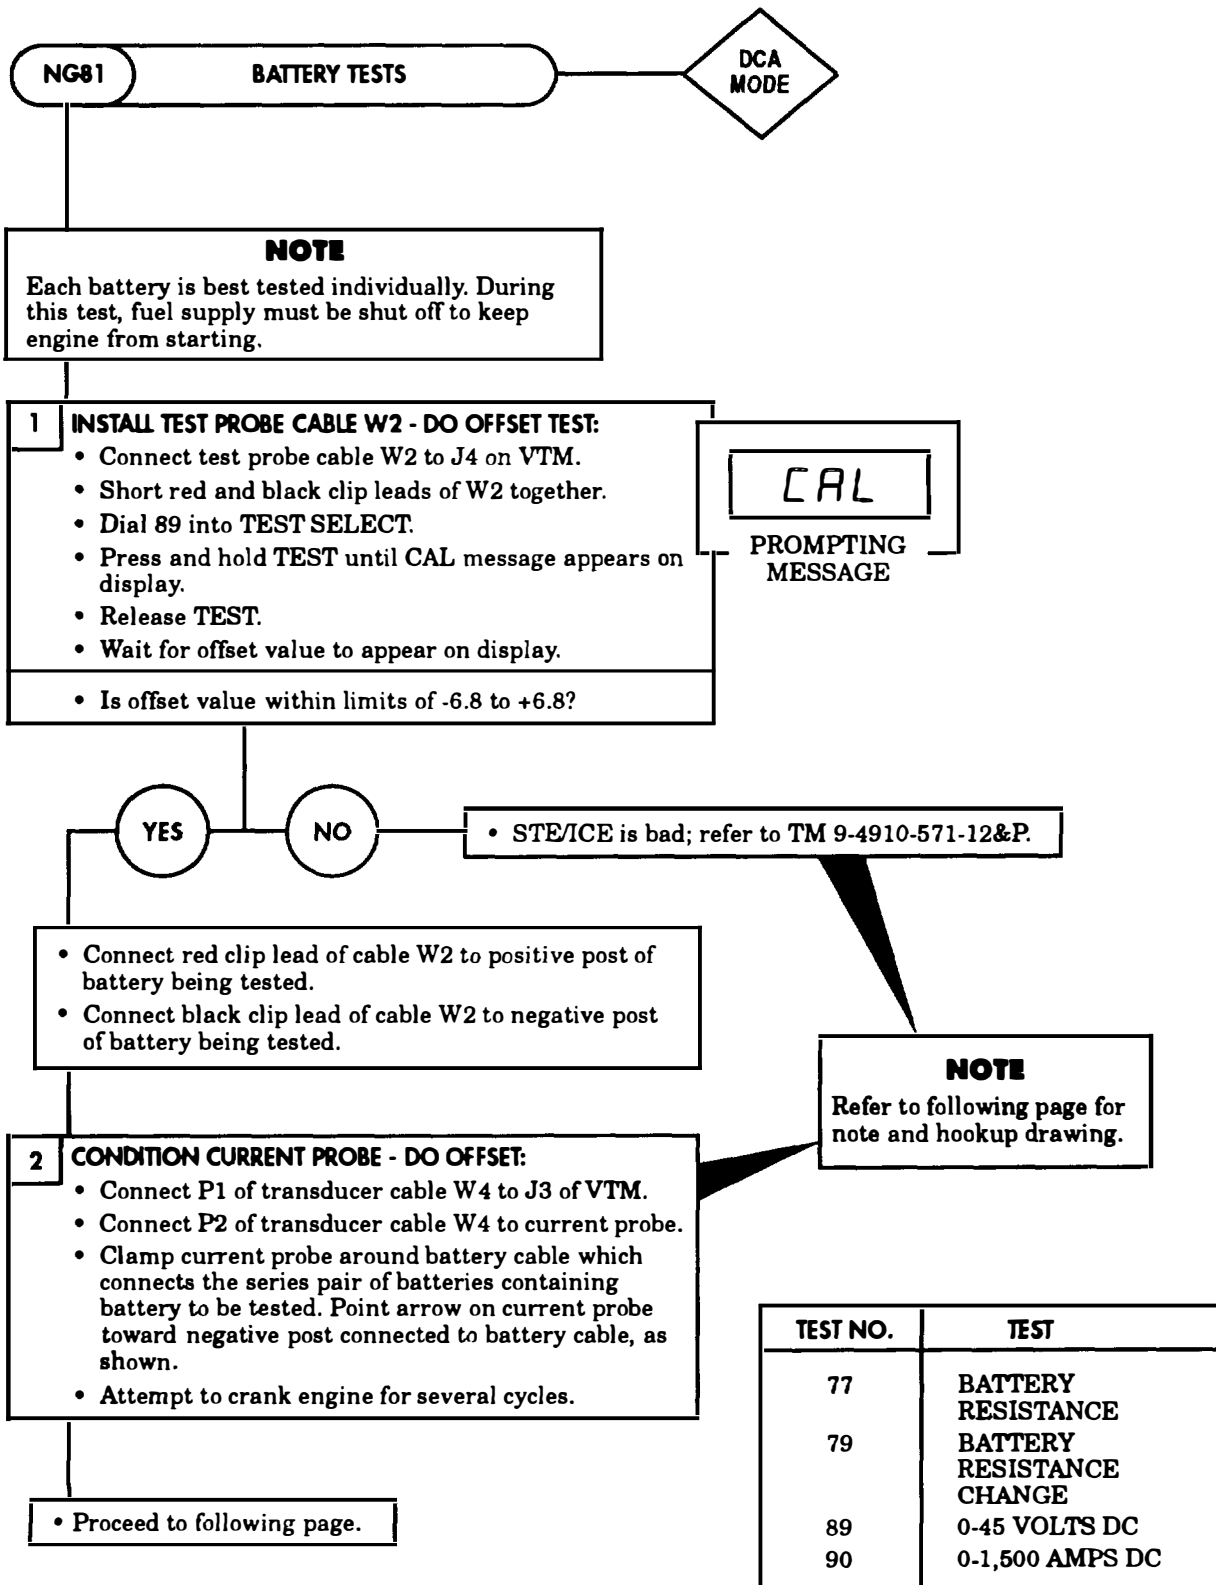 NG81
BATTERY TESTS
DCA
MODE
NOTE
Each battery is best tested individually. During
this test, fuel supply must be shut off to keep
engine from starting.
1 INSTALL TEST PROBE CABLE W2 - DO OFFSET TEST:
• Connect test probe cable W2 to J4 on VTM.
• Short red and black clip leads of W2 together.
• Dial 89 into TEST SELECT.
• Press and hold TEST until CAL message appears on
display.
• Release TEST.
• Wait for offset value to appear on display.
• Is offset value within limits of -6.8 to +6.8?
CAL
PROMPTING
MESSAGE
YES
NO
• STE/ICE is bad; refer to TM 9-4910-571-12&P.
• Connect red clip lead of cable W2 to positive post of
battery being tested.
• Connect black clip lead of cable W2 to negative post
of battery being tested.
NOTE
Refer to following page for
note and hookup drawing.
2 CONDITION CURRENT PROBE - DO OFFSET:
• Connect P1 of transducer cable W4 to J3 of VTM.
• Connect P2 of transducer cable W4 to current probe.
• Clamp current probe around battery cable which
connects the series pair of batteries containing
battery to be tested. Point arrow on current probe
toward negative post connected to battery cable, as
shown.
• Attempt to crank engine for several cycles.
• Proceed to following page.
TEST NO. TEST
77 BATTERY
RESISTANCE
79 BATTERY
RESISTANCE
CHANGE
89 0-45 VOLTS DC
90 0-1,500 AMPS DC